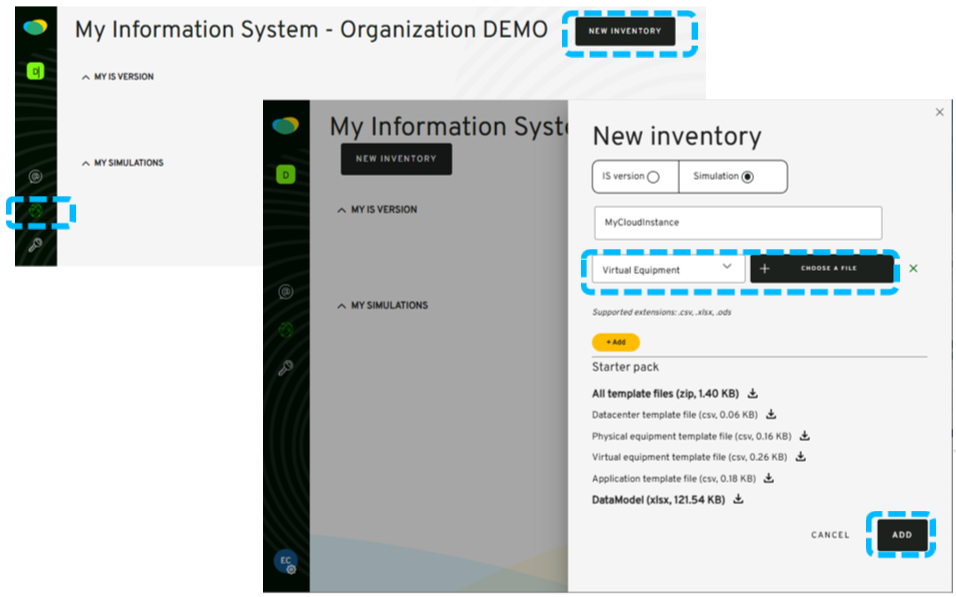 My Information System - Organization DEMO
NEW INVENTORY
D
MY IS VERSION
MY SIMULATIONS
My Information Syste
NEW INVENTORY
D
MY IS VERSION
MY SIMULATIONS
EC
New inventory
IS version
Simulation
MyCloudInstance
Virtual Equipment
+ CHOOSE A FILE
Supported extensions: .csv, .xlsx, .ods
+ Add
Starter pack
All template files (zip, 1.40 KB)
Datacenter template file (csv, 0.06 KB)
Physical equipment template file (csv, 0.16 KB)
Virtual equipment template file (csv, 0.26 KB)
Application template file (csv, 0.18 KB)
DataModel (xlsx, 121.54 KB)
CANCEL
ADD